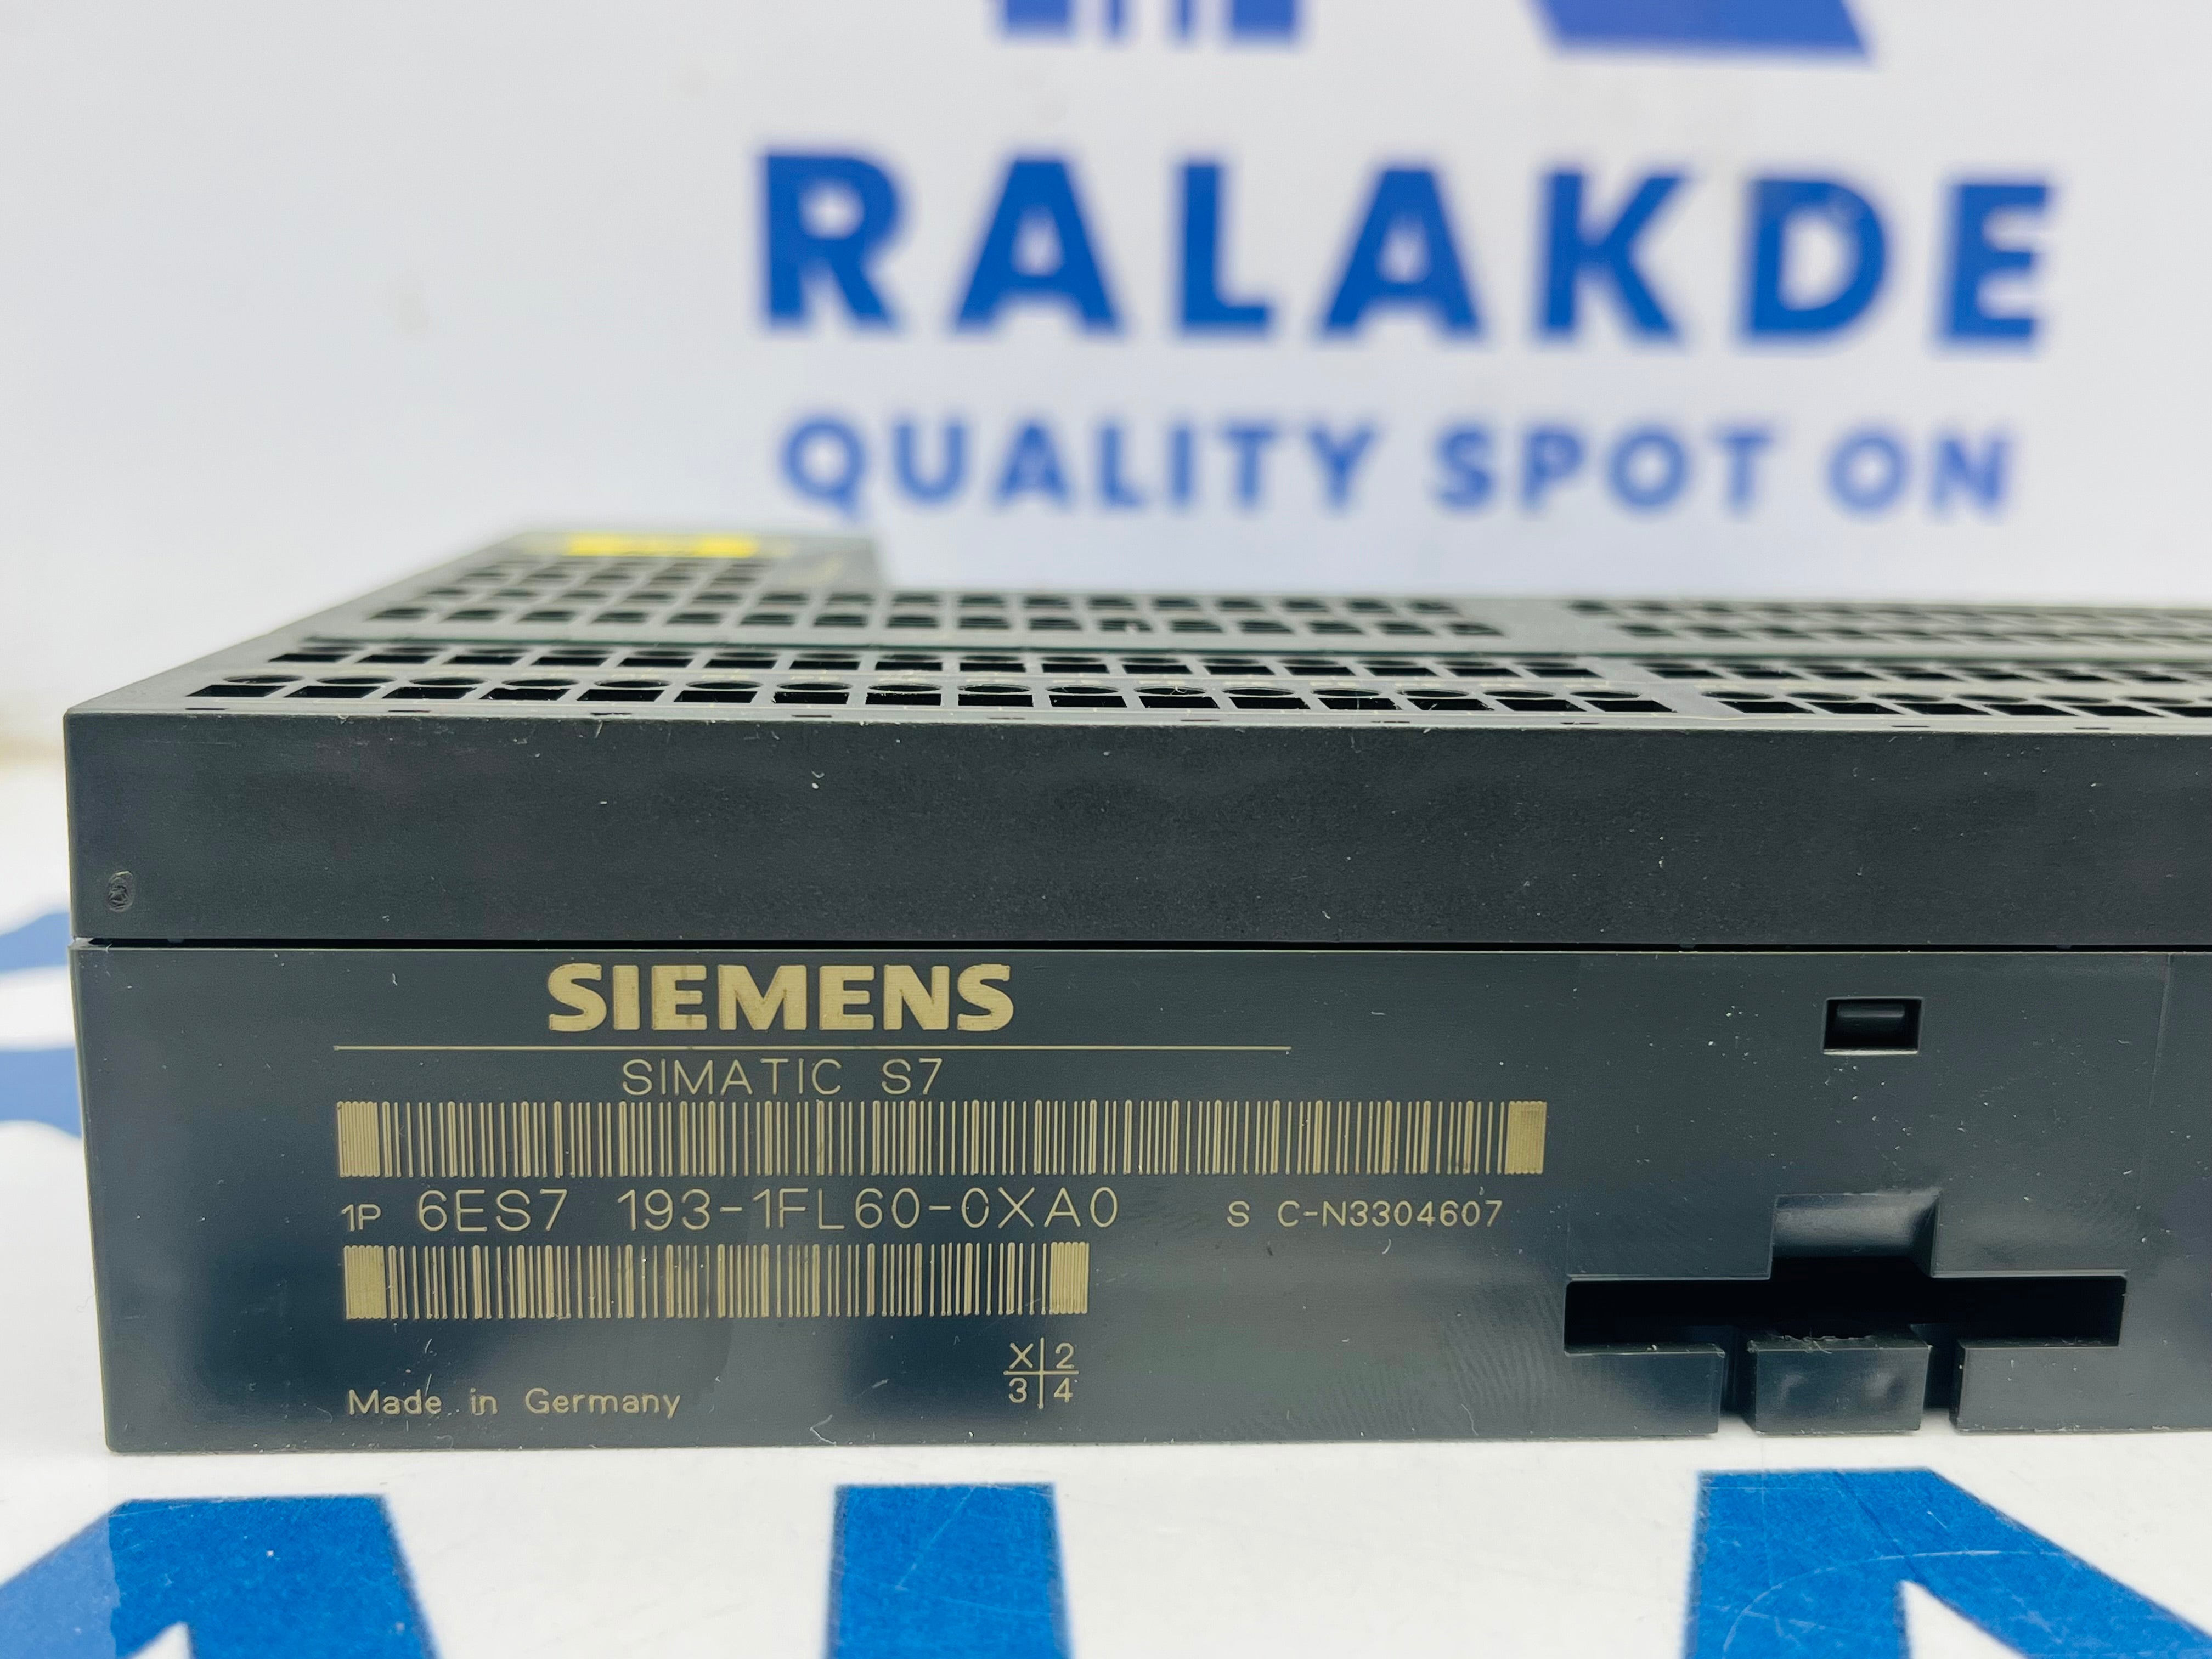 RALAKDE
QUALITY SPOT ON
SIEMENS
SIMATIC S7
1P 6ES7 193-1FL60-0XA0 S C-N3304607
X 2
3 4
Made in Germany